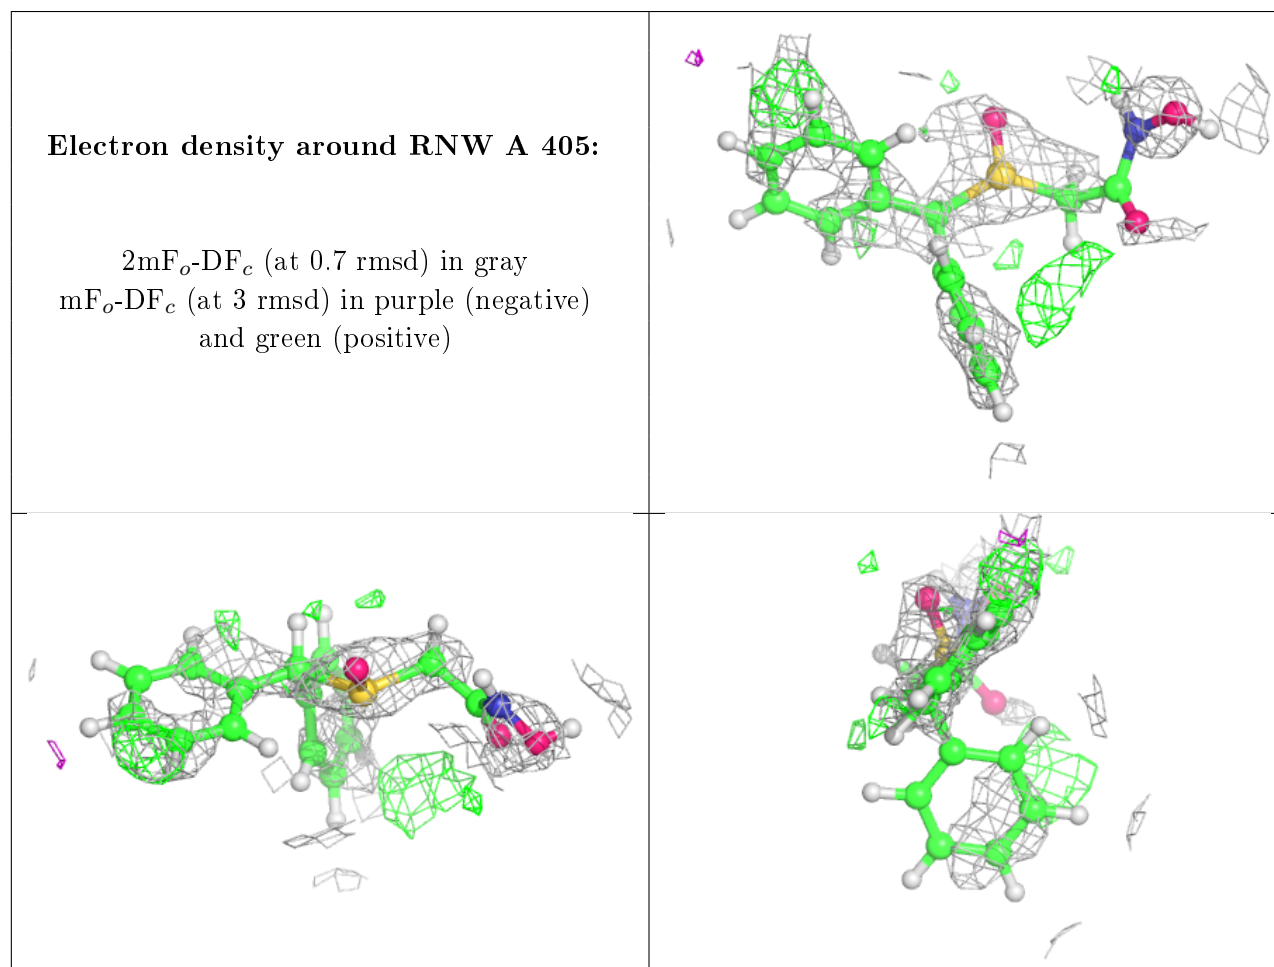 Electron density around RNW A 405:
2mFo-DFc (at 0.7 rmsd) in gray
mFo-DFc (at 3 rmsd) in purple (negative)
and green (positive)